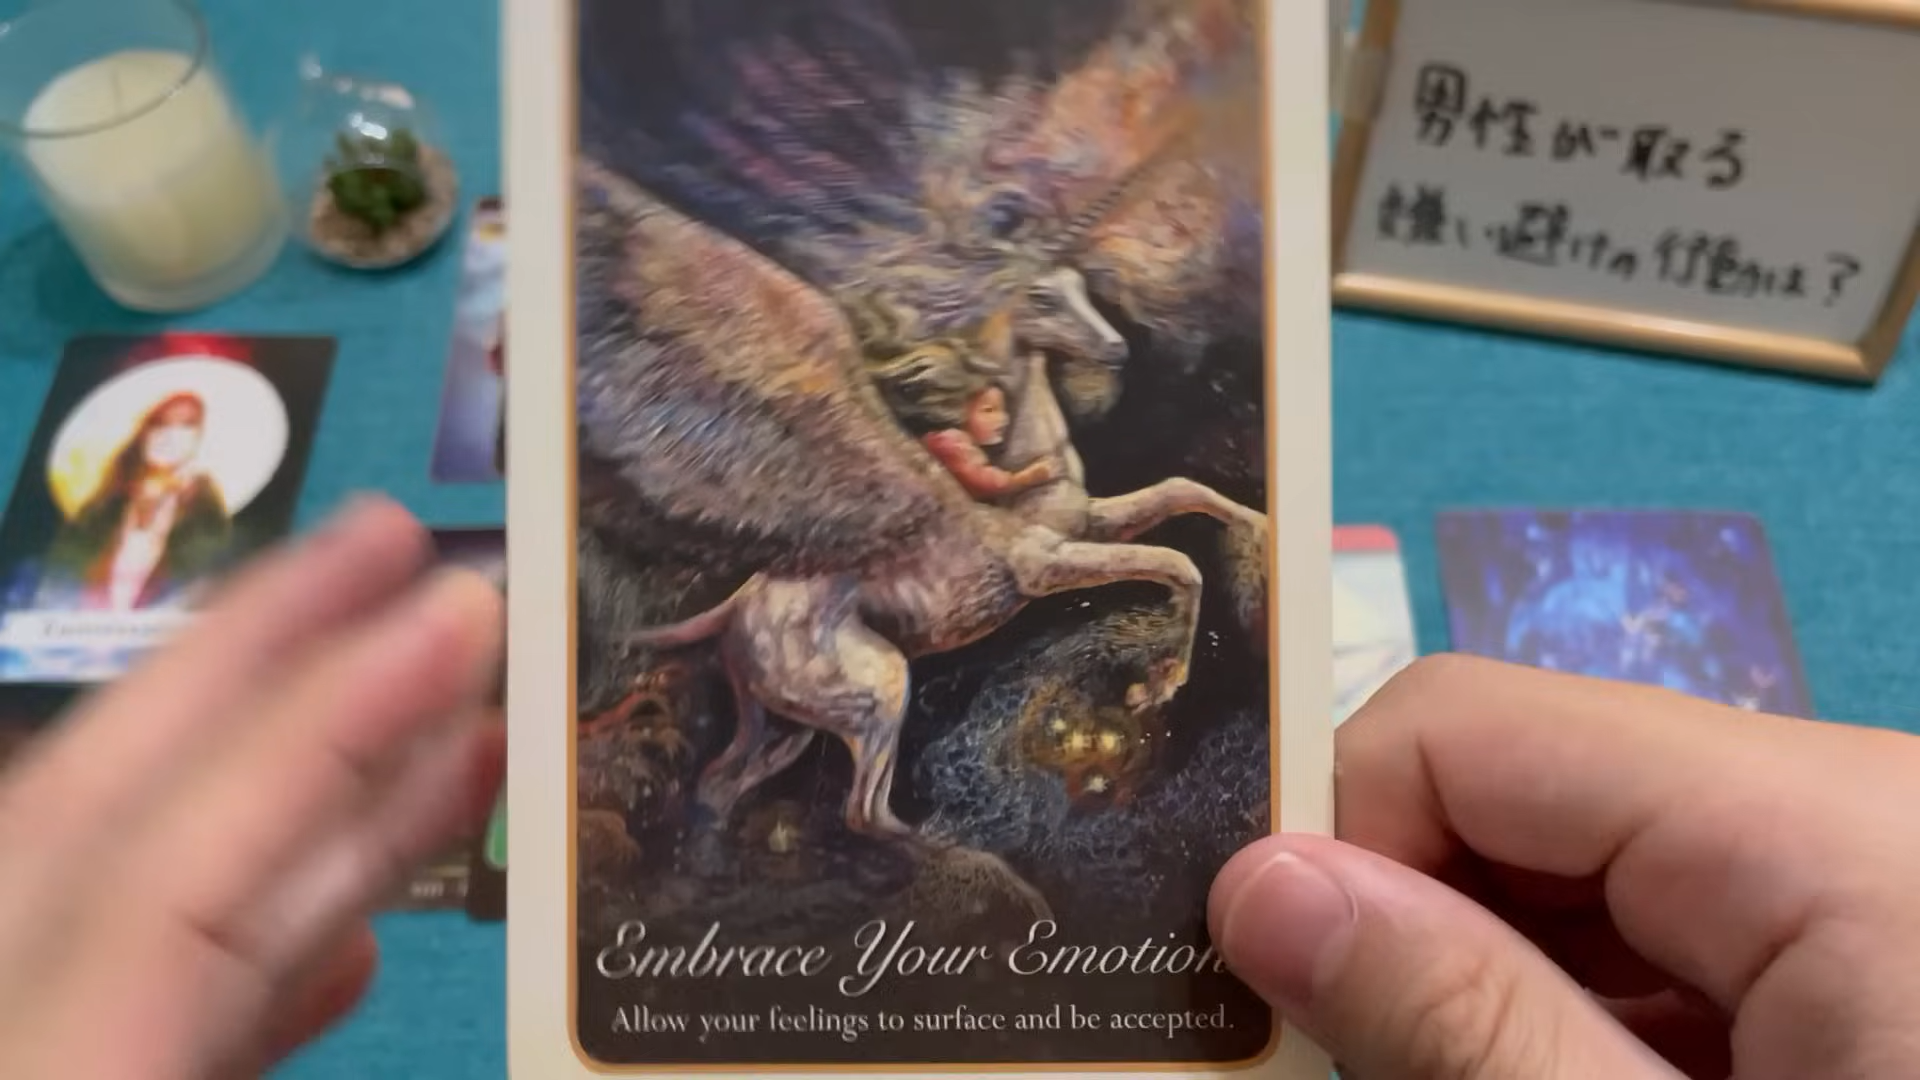 男性が取る
嫌い避けの行動は？
Embrace Your Emotion
Allow your feelings to surface and be accepted.